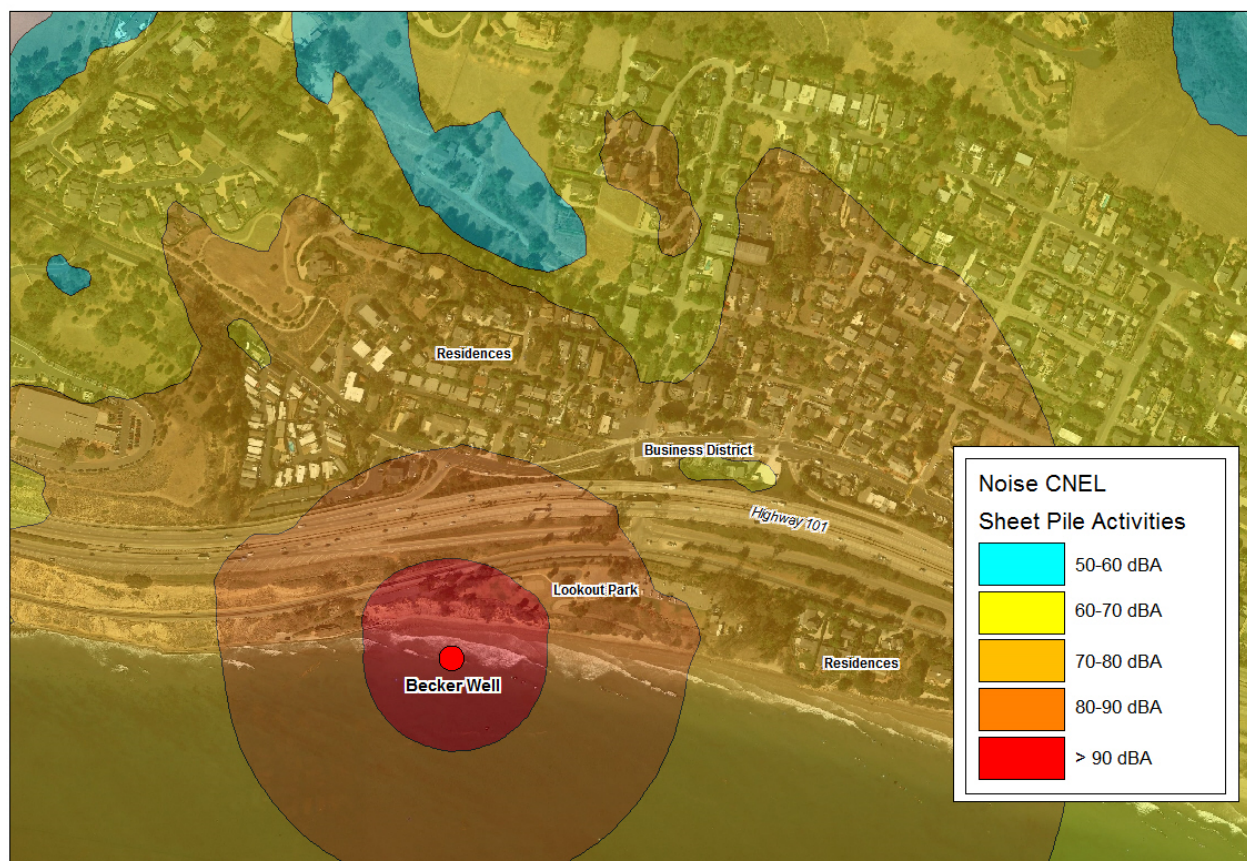 Residences
Business District
Highway 101
Lookout Park
Residences
Becker Well
Noise CNEL
Sheet Pile Activities
50-60 dBA
60-70 dBA
70-80 dBA
80-90 dBA
> 90 dBA